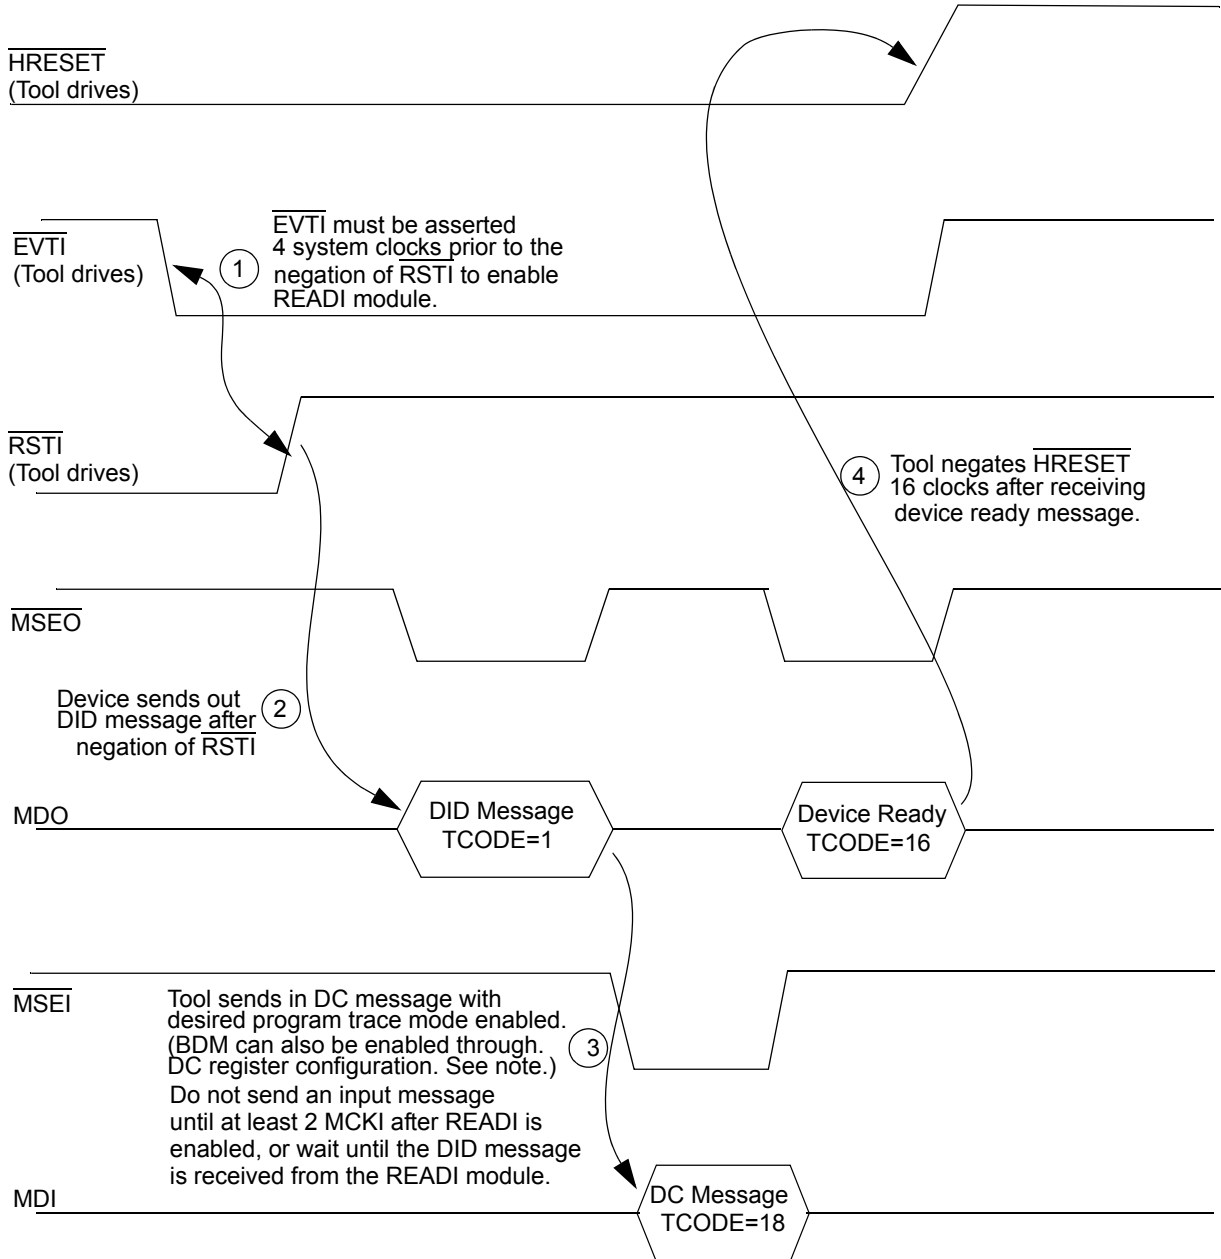 HRESET
(Tool drives)
EVTI
(Tool drives)
1
EVTI must be asserted
4 system clocks prior to the
negation of RSTI to enable
READI module.
RSTI
(Tool drives)
4
Tool negates HRESET
16 clocks after receiving
device ready message.
MSEO
Device sends out
DID message after
negation of RSTI
2
MDO
DID Message
TCODE=1
Device Ready
TCODE=16
MSEI
Tool sends in DC message with
desired program trace mode enabled.
(BDM can also be enabled through.
DC register configuration. See note.)
3
Do not send an input message
until at least 2 MCKI after READI is
enabled, or wait until the DID message
is received from the READI module.
MDI
DC Message
TCODE=18